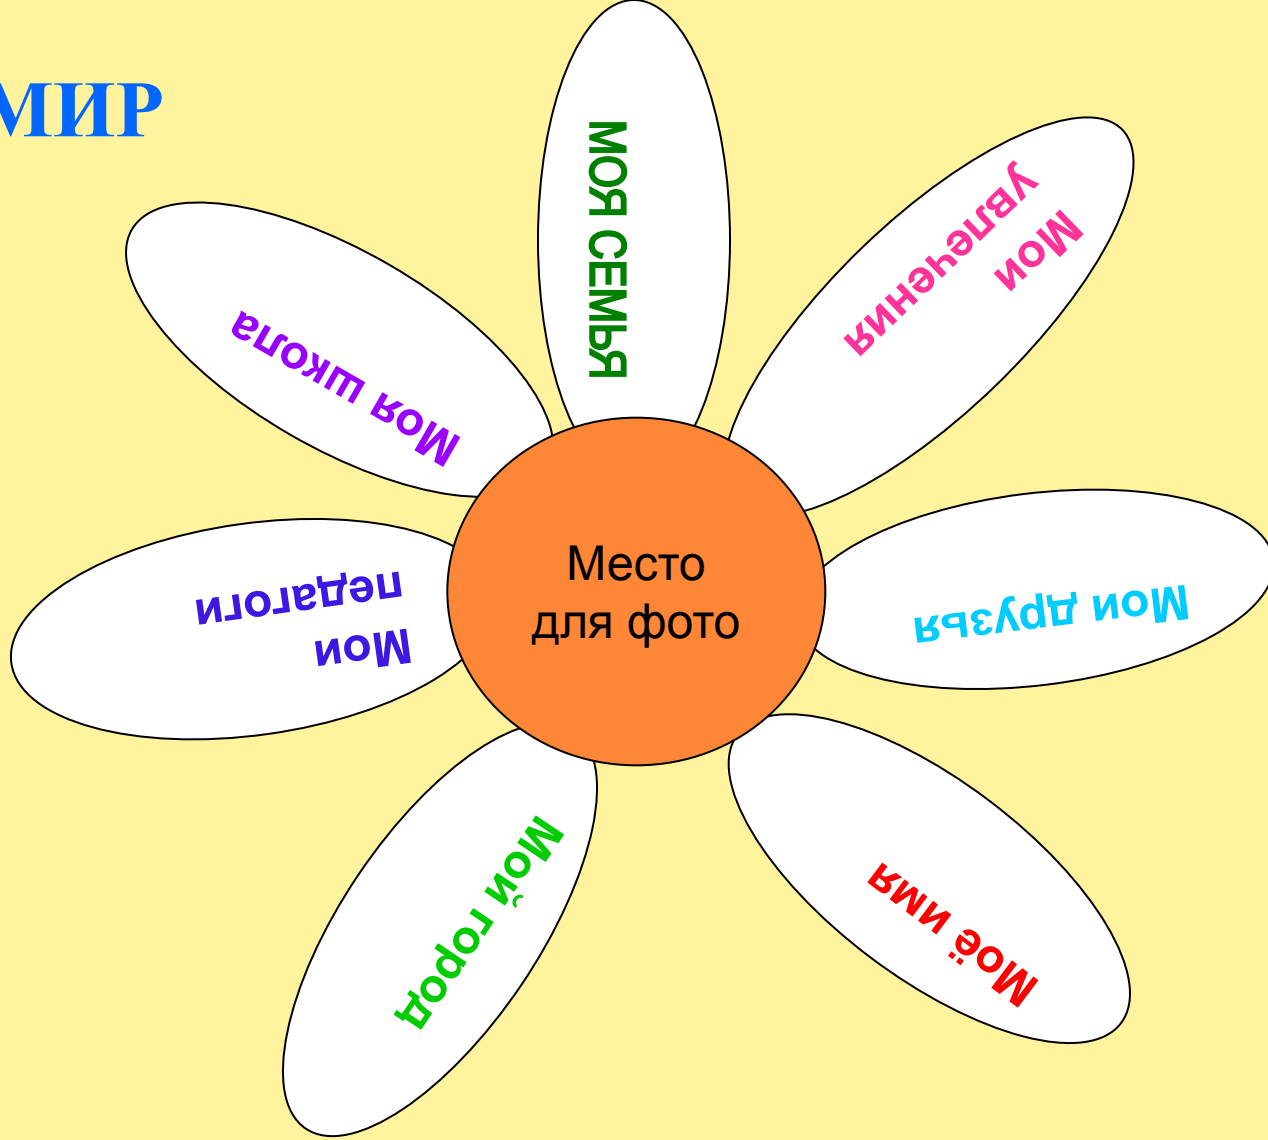 МИР
МОЯ СЕМЬЯ
Мои
увлечения
Мои друзья
Моё имя
Мой город
Мои
педагоги
Моя школа
Место
для фото